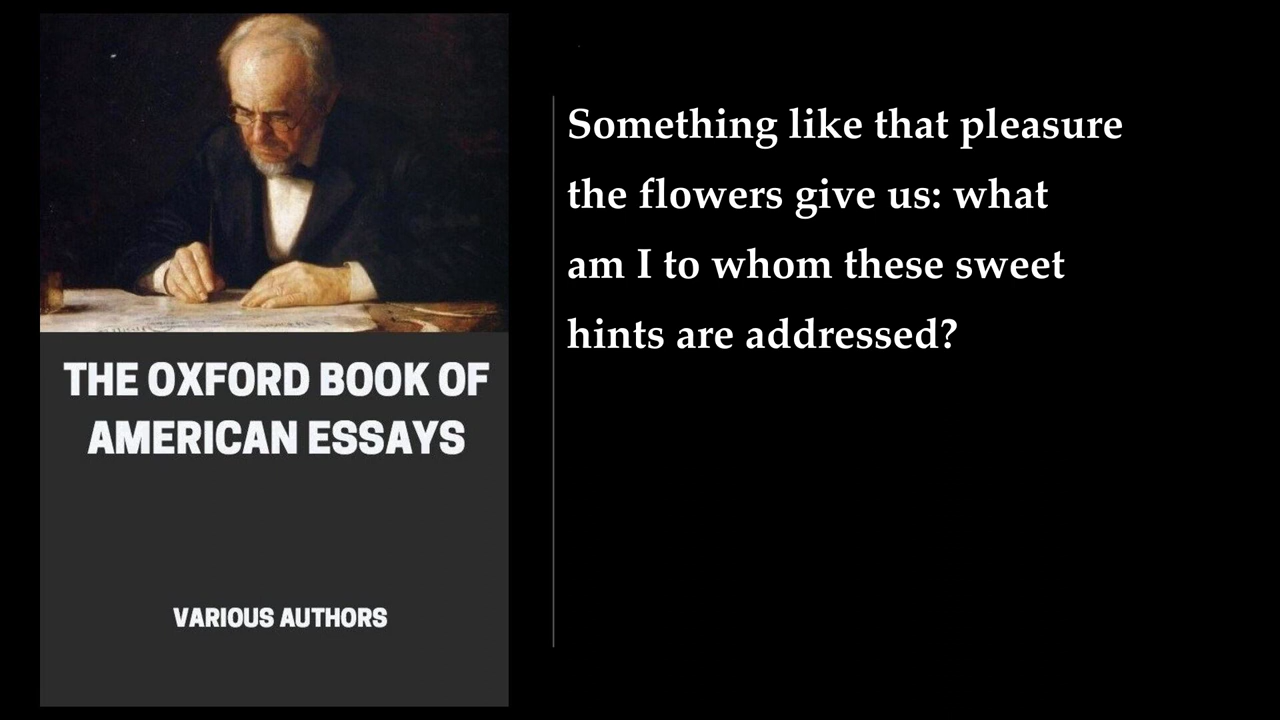 THE OXFORD BOOK OF
AMERICAN ESSAYS
VARIOUS AUTHORS
Something like that pleasure
the flowers give us: what
am I to whom these sweet
hints are addressed?